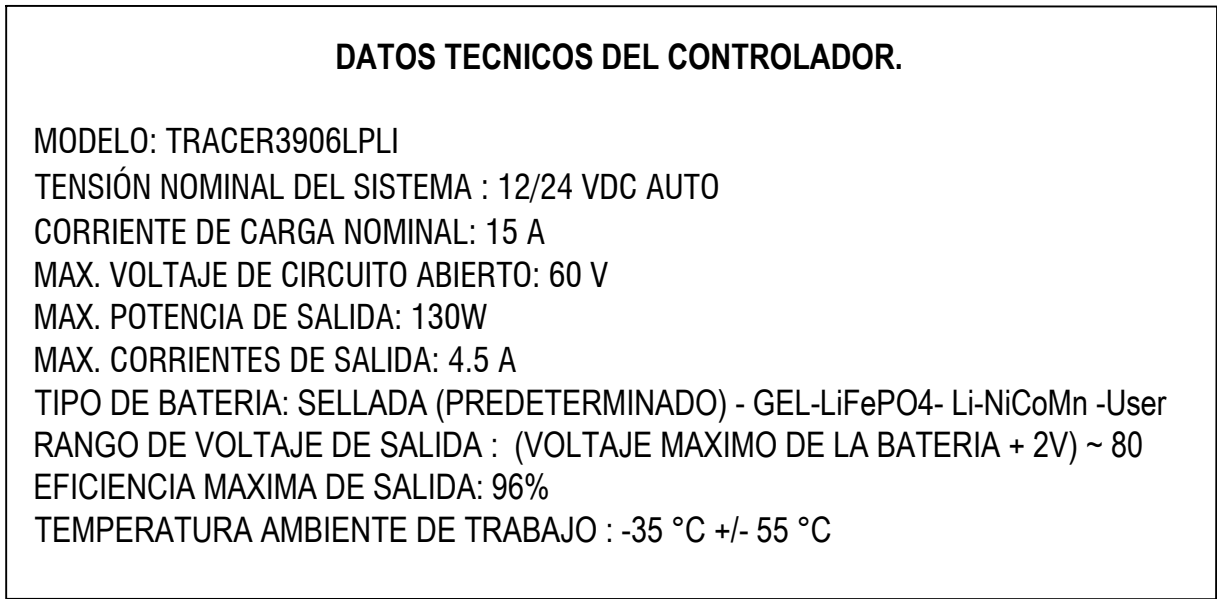 DATOS TECNICOS DEL CONTROLADOR.
MODELO: TRACER3906LPLI
TENSIÓN NOMINAL DEL SISTEMA : 12/24 VDC AUTO
CORRIENTE DE CARGA NOMINAL: 15 A
MAX. VOLTAJE DE CIRCUITO ABIERTO: 60 V
MAX. POTENCIA DE SALIDA: 130W
MAX. CORRIENTES DE SALIDA: 4.5 A
TIPO DE BATERIA: SELLADA (PREDETERMINADO) - GEL-LiFePO4- Li-NiCoMn -User
RANGO DE VOLTAJE DE SALIDA : (VOLTAJE MAXIMO DE LA BATERIA + 2V) ~ 80
EFICIENCIA MAXIMA DE SALIDA: 96%
TEMPERATURA AMBIENTE DE TRABAJO : -35 °C +/- 55 °C